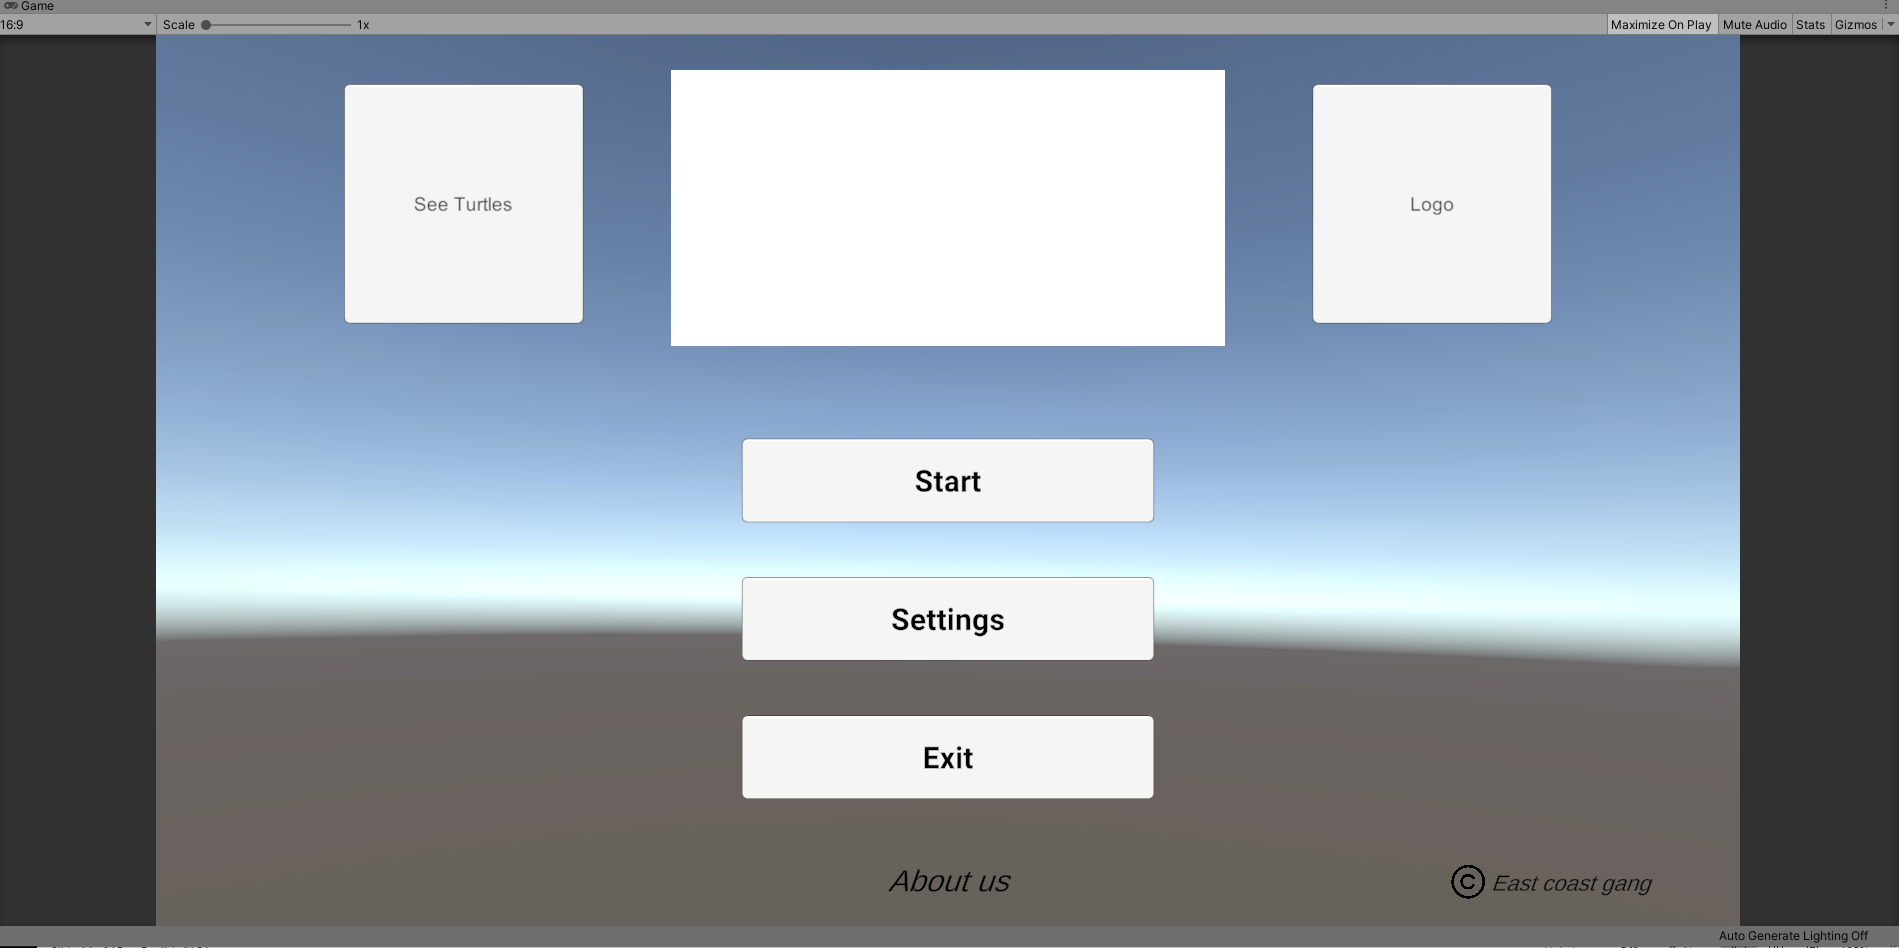 Game
16:9 Scale 1x Maximize On Play Mute Audio Stats Gizmos
See Turtles
Logo
Start
Settings
Exit
About us
© East coast gang
Auto Generate Lighting Off